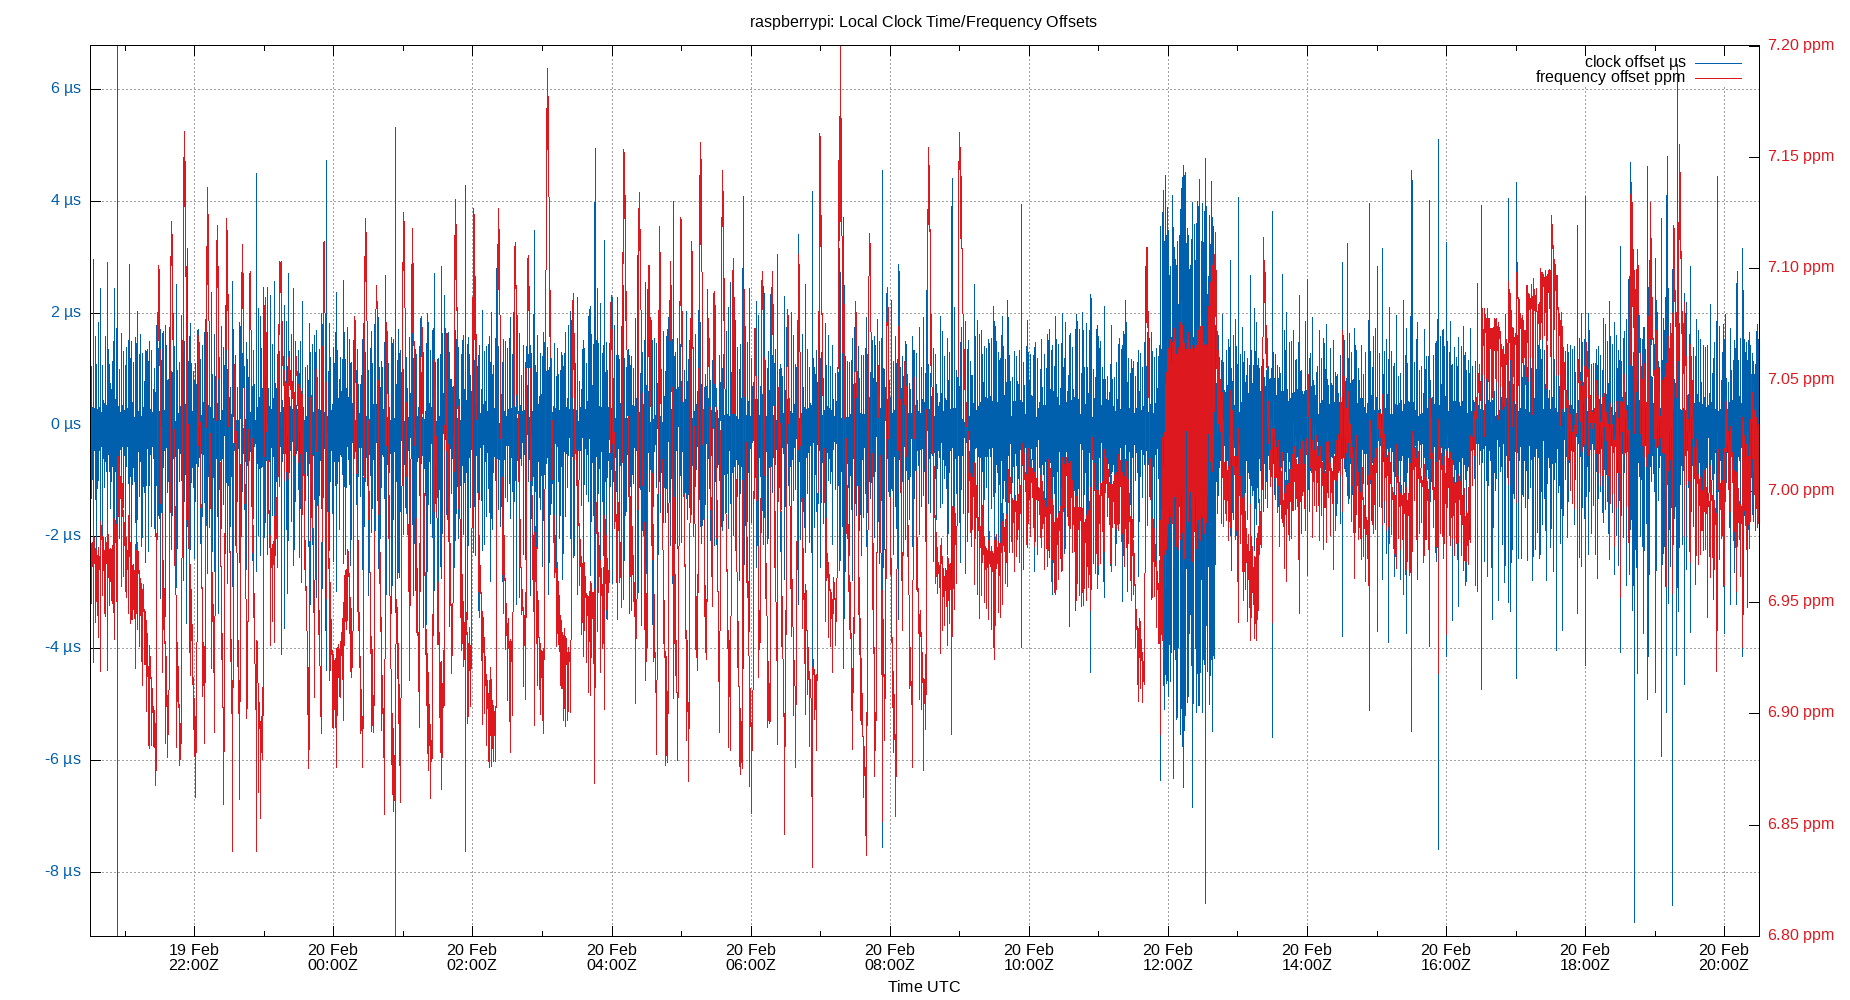 raspberrypi: Local Clock Time/Frequency Offsets
7.20 ppm
clock offset µs
frequency offset ppm
6 µs
7.15 ppm
4 µs
7.10 ppm
2 µs
7.05 ppm
0 µs
7.00 ppm
-2 µs
6.95 ppm
-4 µs
6.90 ppm
-6 µs
6.85 ppm
-8 µs
6.80 ppm
19 Feb 20 Feb 20 Feb 20 Feb 20 Feb 20 Feb 20 Feb 20 Feb 20 Feb 20 Feb 20 Feb 20 Feb
22:00Z 00:00Z 02:00Z 04:00Z 06:00Z 08:00Z 10:00Z 12:00Z 14:00Z 16:00Z 18:00Z 20:00Z
Time UTC